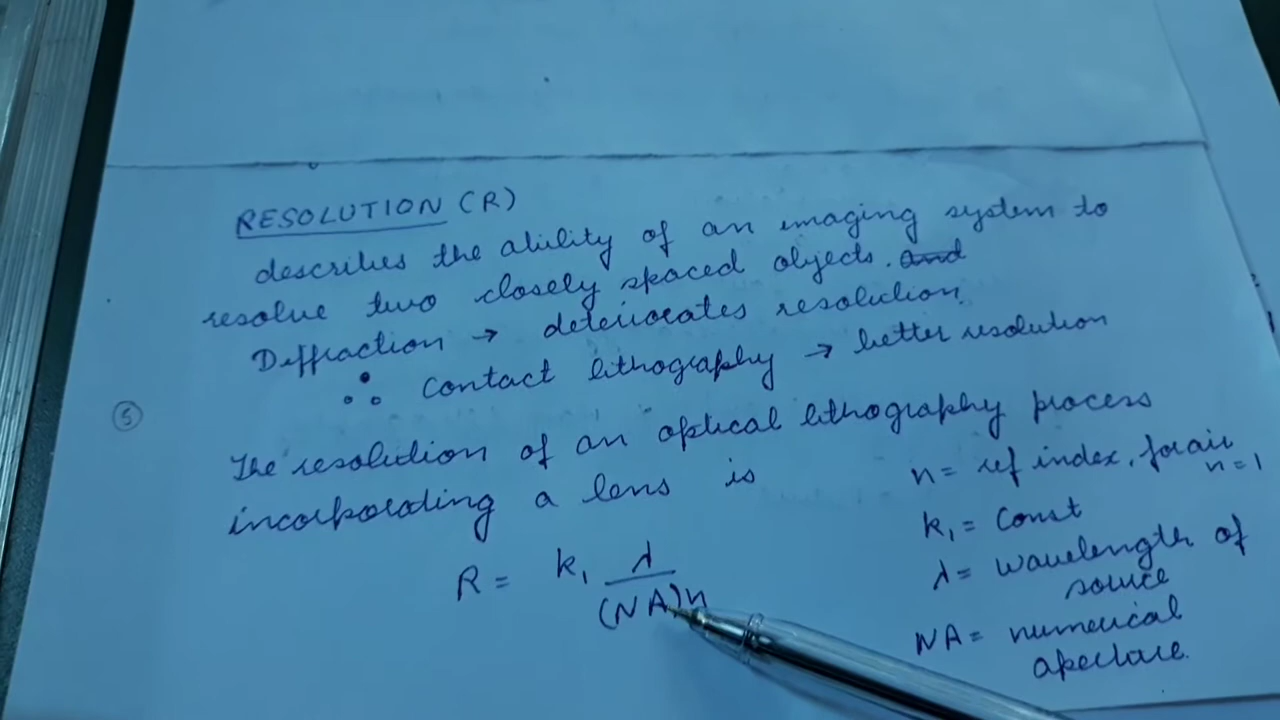 RESOLUTION (R)
describes the ability of an imaging system to
resolve two closely spaced objects. and
Diffraction → deteriorates resolution.
∴ Contact lithography → better resolution
5
The resolution of an optical lithography process
incorporating a lens is
R = k₁ λ/(NA)n
n = ref index, for air
n = 1
k₁ = Const
λ = wavelength of
source
NA = numerical
aperture.